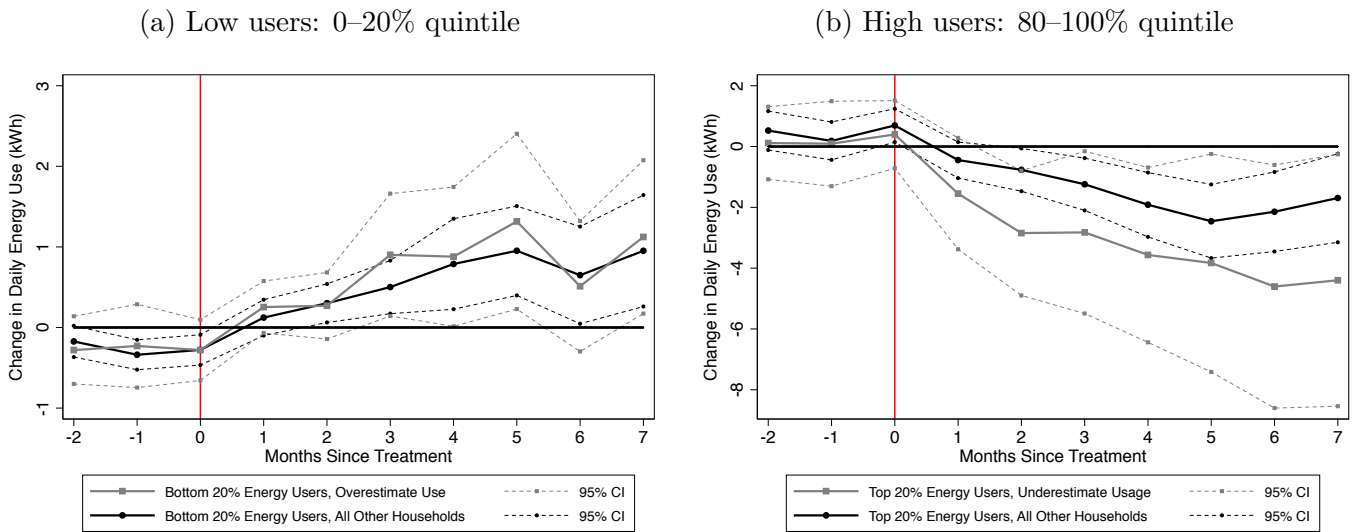 (a) Low users: 0–20% quintile
Change in Daily Energy Use (kWh)
3
2
1
0
-1
-2 -1 0 1 2 3 4 5 6 7
Months Since Treatment
Bottom 20% Energy Users, Overestimate Use 95% CI
Bottom 20% Energy Users, All Other Households 95% CI
(b) High users: 80–100% quintile
Change in Daily Energy Use (kWh)
2
0
-2
-4
-6
-8
-2 -1 0 1 2 3 4 5 6 7
Months Since Treatment
Top 20% Energy Users, Underestimate Usage 95% CI
Top 20% Energy Users, All Other Households 95% CI